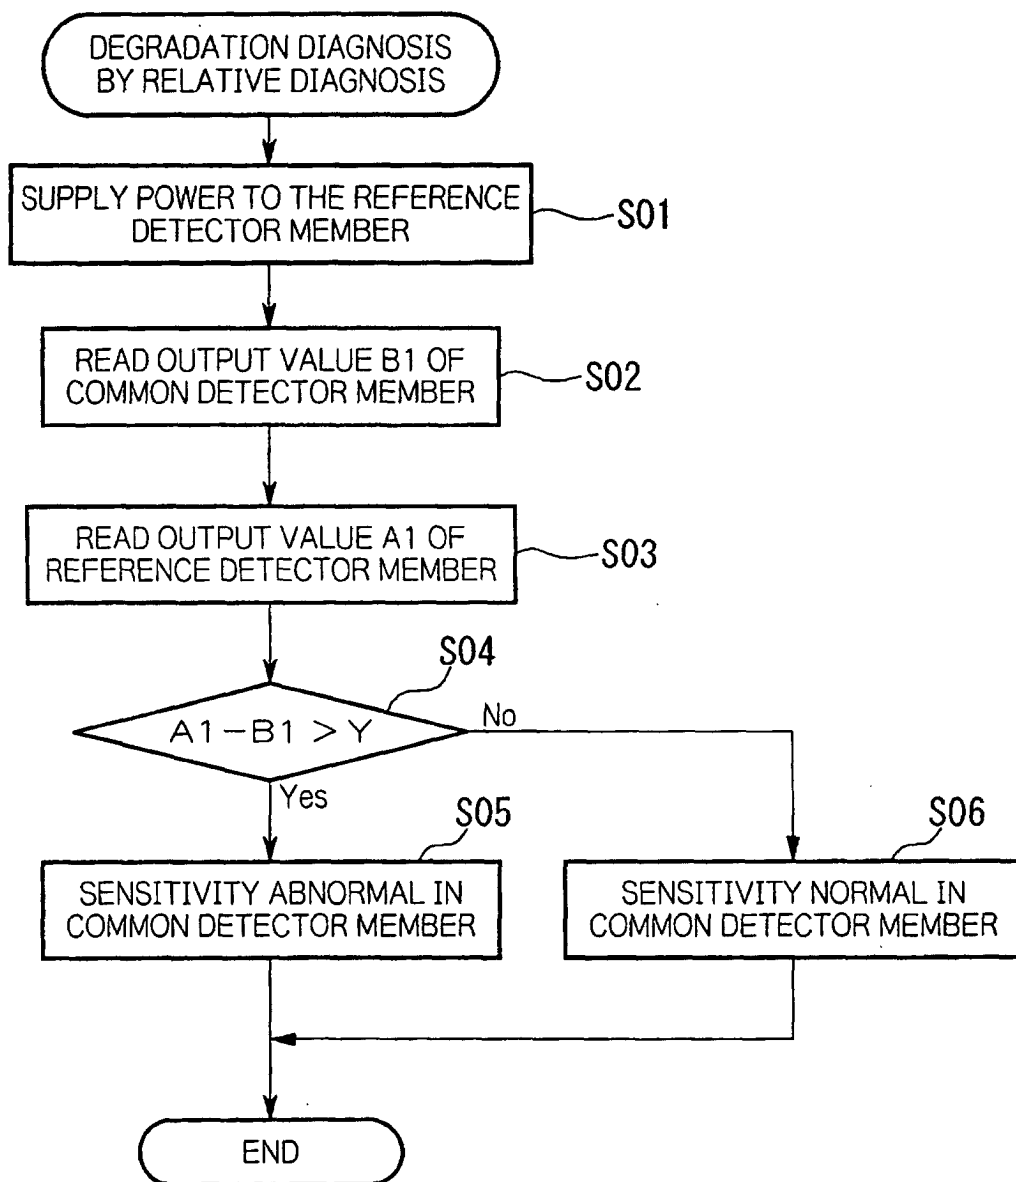 DEGRADATION DIAGNOSIS
BY RELATIVE DIAGNOSIS
SUPPLY POWER TO THE REFERENCE
DETECTOR MEMBER
S01
READ OUTPUT VALUE B1 OF
COMMON DETECTOR MEMBER
S02
READ OUTPUT VALUE A1 OF
REFERENCE DETECTOR MEMBER
S03
S04
A1-B1 > Y
No
Yes
S05
SENSITIVITY ABNORMAL IN
COMMON DETECTOR MEMBER
S06
SENSITIVITY NORMAL IN
COMMON DETECTOR MEMBER
END